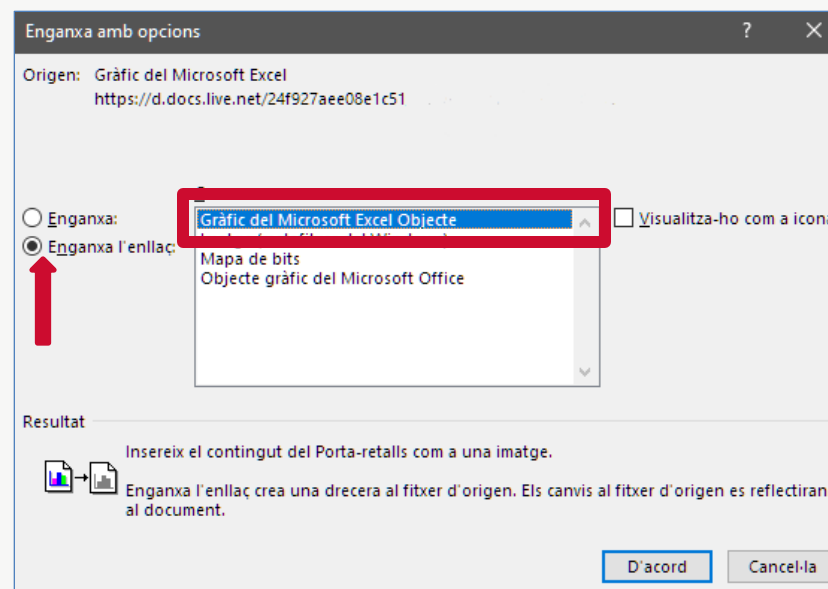 Enganxa amb opcions
Origen: Gràfic del Microsoft Excel
https://d.docs.live.net/24f927aee08e1c51
Enganxa:
Gràfic del Microsoft Excel Objecte
Visualitza-ho com a icona
Enganxa l'enllaç:
Mapa de bits
Objecte gràfic del Microsoft Office
Resultat
Insereix el contingut del Porta-retalls com a una imatge.
Enganxa l'enllaç crea una drecera al fitxer d'origen. Els canvis al fitxer d'origen es reflectiran
al document.
D'acord
Cancel·la